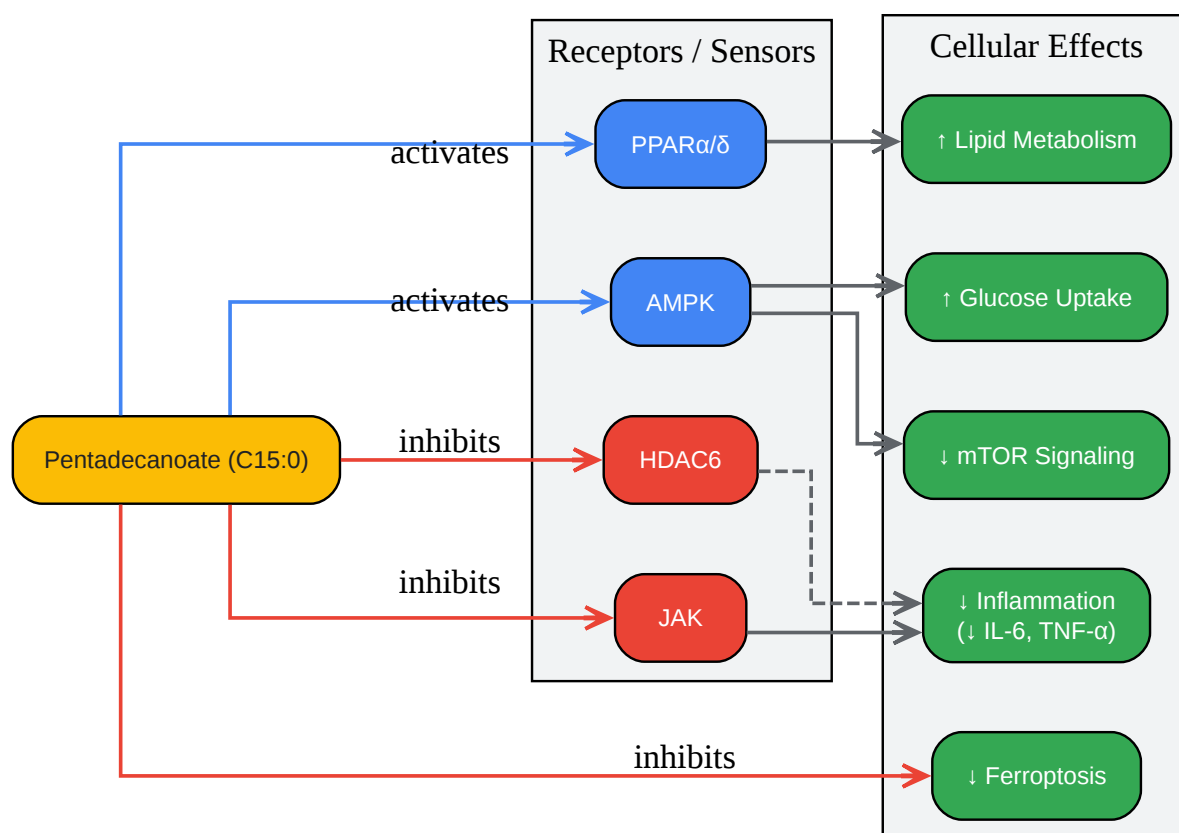 Receptors / Sensors
Cellular Effects
activates
PPARα/δ
↑ Lipid Metabolism
activates
AMPK
↑ Glucose Uptake
Pentadecanoate (C15:0)
inhibits
HDAC6
↓ mTOR Signaling
inhibits
JAK
↓ Inflammation
(↓ IL-6, TNF-α)
inhibits
↓ Ferroptosis